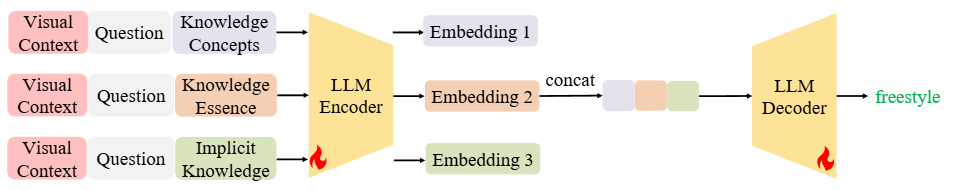 Visual
Context
Question
Knowledge
Concepts
Embedding 1
Visual
Context
Question
Knowledge
Essence
LLM
Encoder
Embedding 2
concat
LLM
Decoder
freestyle
Visual
Context
Question
Implicit
Knowledge
Embedding 3